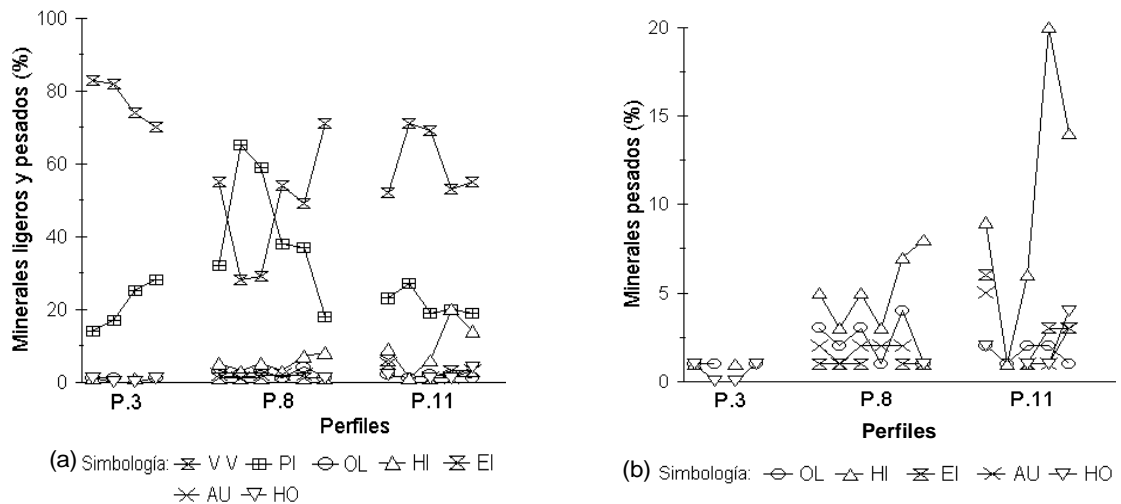 100
80
60
40
20
0
Minerales ligeros y pesados (%)
P.3 P.8 P.11
Perfiles
(a) Simbología: V V PI OL HI EI
AU HO
20
15
10
5
0
Minerales pesados (%)
P.3 P.8 P.11
Perfiles
(b) Simbología: OL HI EI AU HO